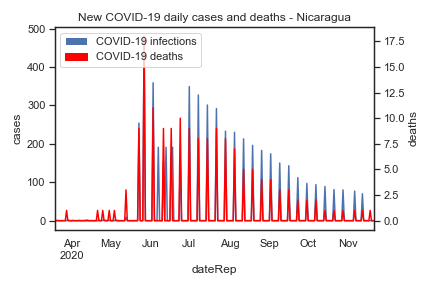 New COVID-19 daily cases and deaths - Nicaragua
COVID-19 infections
COVID-19 deaths
500
400
300
200
100
0
cases
17.5
15.0
12.5
10.0
7.5
5.0
2.5
0.0
deaths
Apr May Jun Jul Aug Sep Oct Nov
2020
dateRep